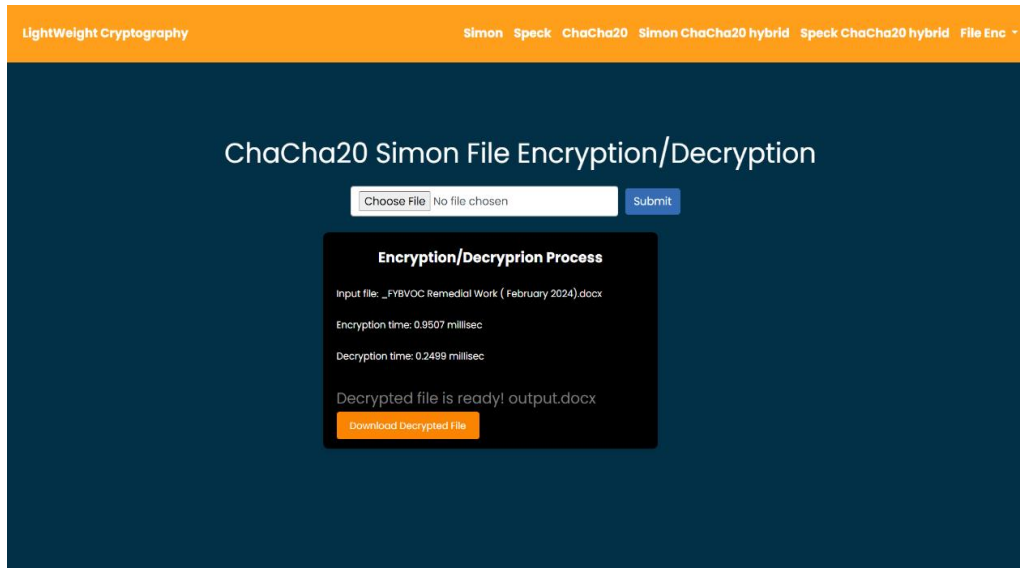 LightWeight Cryptography Simon Speck ChaCha20 Simon ChaCha20 hybrid Speck ChaCha20 hybrid File Enc
ChaCha20 Simon File Encryption/Decryption
Choose File No file chosen Submit
Encryption/Decryprion Process
Input file: _FYBVOC Remedial Work ( February 2024).docx
Encryption time: 0.9507 millisec
Decryption time: 0.2499 millisec
Decrypted file is ready! output.docx
Download Decrypted File